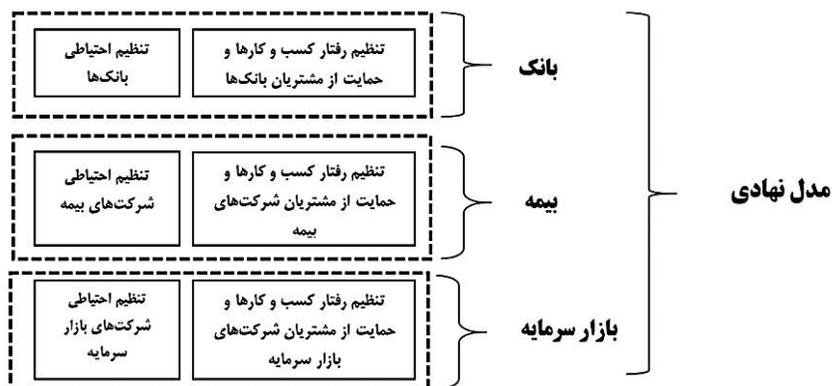 مدل نهادی
بانک
تنظیم رفتار کسب و کارها و
حمایت از مشتریان بانک‌ها
تنظیم احتیاطی
بانک‌ها
بیمه
تنظیم رفتار کسب و کارها و
حمایت از مشتریان شرکت‌های
بیمه
تنظیم احتیاطی
شرکت‌های بیمه
بازار سرمایه
تنظیم رفتار کسب و کارها و
حمایت از مشتریان شرکت‌های
بازار سرمایه
تنظیم احتیاطی
شرکت‌های بازار
سرمایه